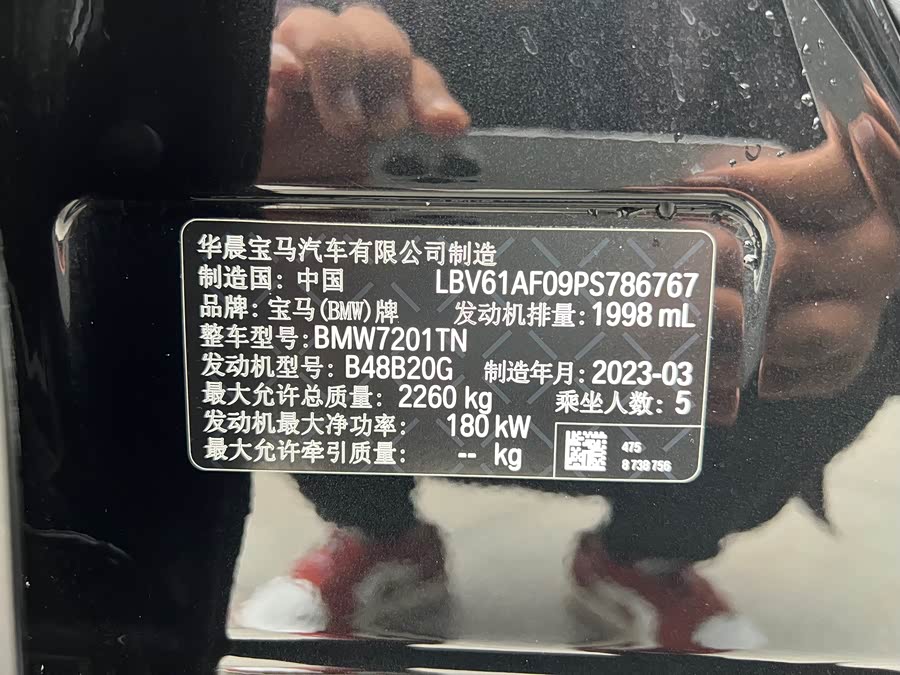 华晨宝马汽车有限公司制造
制造国: 中国 LBV61AF09PS786767
品牌: 宝马(BMW)牌 发动机排量: 1998 mL
整车型号: BMW7201TN
发动机型号: B48B20G 制造年月: 2023-03
最大允许总质量: 2260 kg 乘坐人数: 5
发动机最大净功率: 180 kW
最大允许牵引质量: -- kg
475
8 738 756